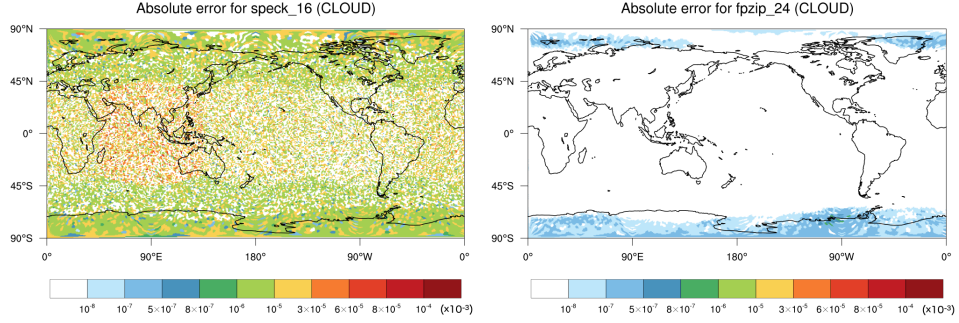 Absolute error for speck_16 (CLOUD)
90°N
45°N
0°
45°S
90°S
0° 90°E 180° 90°W 0°
10⁻⁸ 10⁻⁷ 5×10⁻⁷ 8×10⁻⁷ 10⁻⁶ 10⁻⁵ 3×10⁻⁵ 6×10⁻⁵ 10⁻⁵ 10⁻⁴ (x10⁻³)
Absolute error for fpzip_24 (CLOUD)
90°N
45°N
0°
45°S
90°S
0° 90°E 180° 90°W 0°
10⁻⁸ 10⁻⁷ 5×10⁻⁷ 8×10⁻⁷ 10⁻⁶ 10⁻⁵ 3×10⁻⁵ 6×10⁻⁵ 8×10⁻⁵ 10⁻⁴ (x10⁻³)